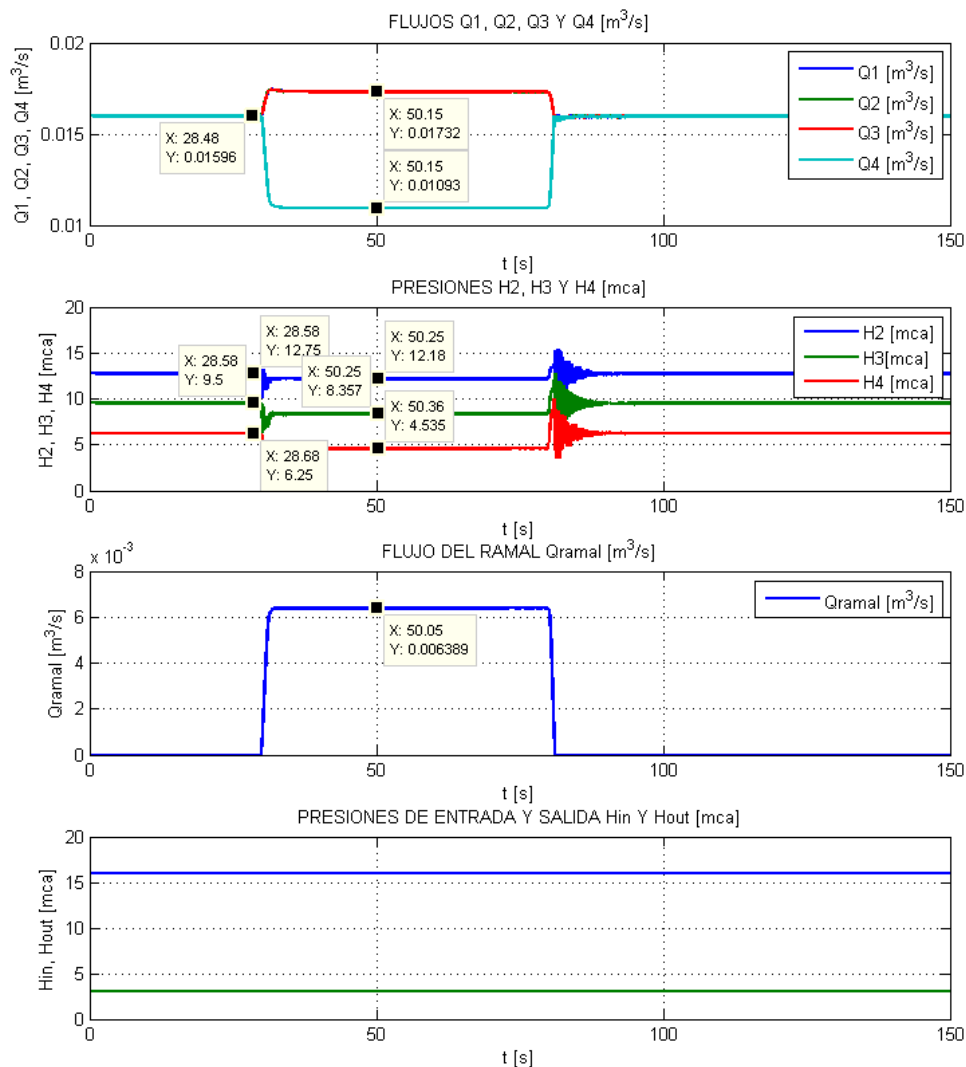 FLUJOS Q1, Q2, Q3 Y Q4 [m³/s]
Q1, Q2, Q3, Q4 [m³/s]
0.02
0.015
0.01
Q1 [m³/s]
Q2 [m³/s]
Q3 [m³/s]
Q4 [m³/s]
X: 28.48
Y: 0.01596
X: 50.15
Y: 0.01732
X: 50.15
Y: 0.01093
0
50
100
150
t [s]
PRESIONES H2, H3 Y H4 [mca]
H2, H3, H4 [mca]
20
15
10
5
0
H2 [mca]
H3[mca]
H4 [mca]
X: 28.58
Y: 12.75
X: 28.58
Y: 9.5
X: 50.25
Y: 12.18
X: 50.25
Y: 8.357
X: 50.36
Y: 4.535
X: 28.68
Y: 6.25
0
50
100
150
t [s]
x 10⁻³
FLUJO DEL RAMAL Qramal [m³/s]
Qramal [m³/s]
8
6
4
2
0
Qramal [m³/s]
X: 50.05
Y: 0.006389
0
50
100
150
t [s]
PRESIONES DE ENTRADA Y SALIDA Hin Y Hout [mca]
Hin, Hout [mca]
20
15
10
5
0
0
50
100
150
t [s]